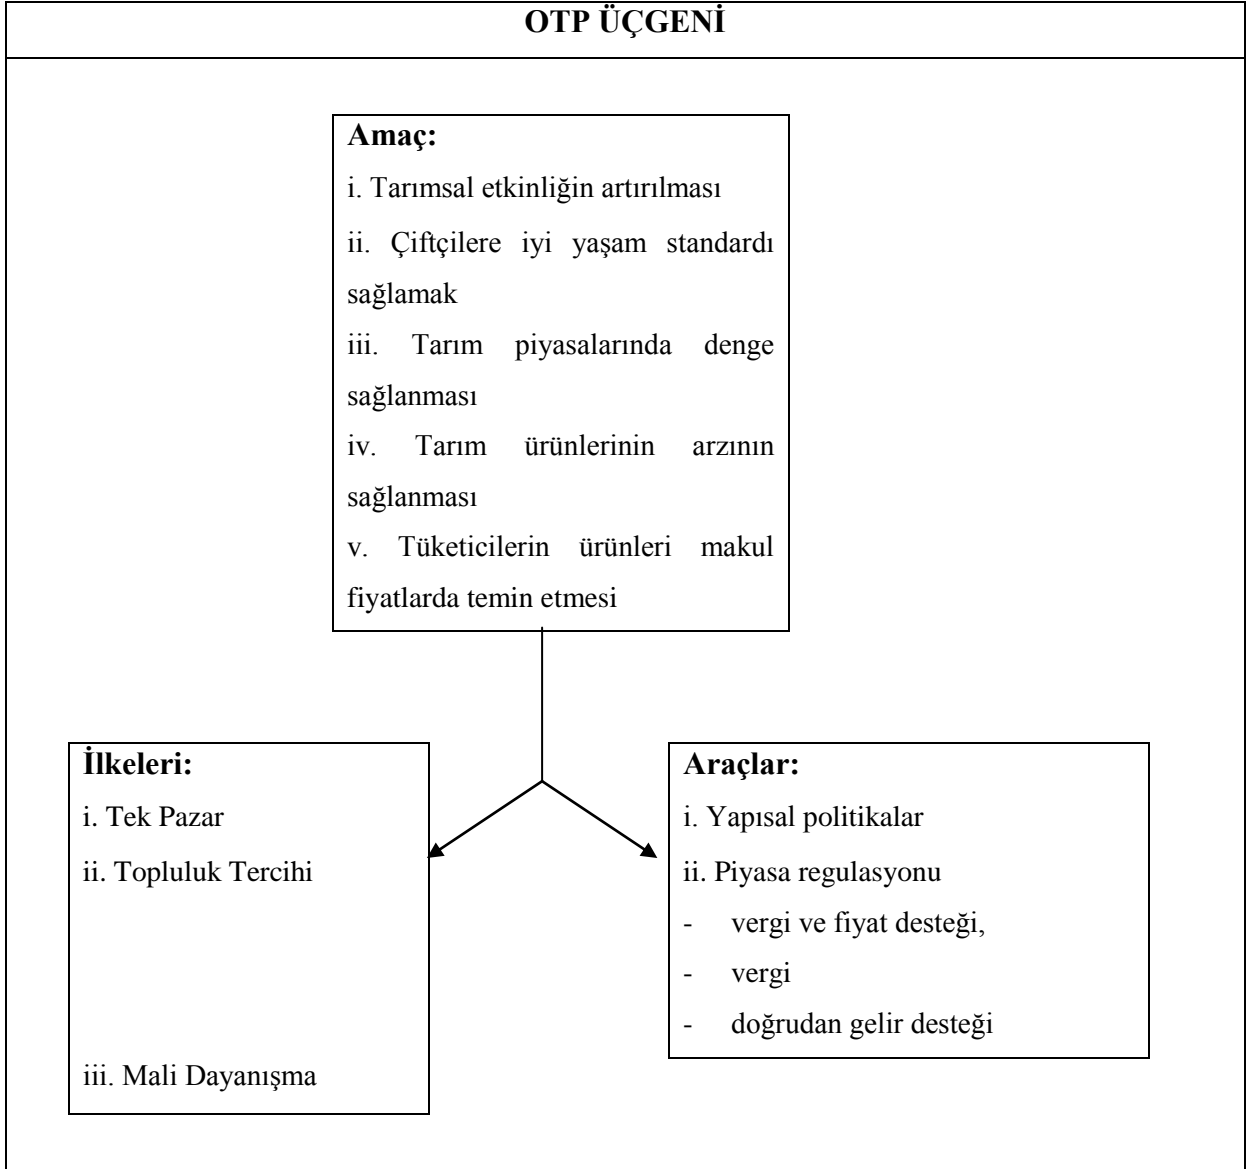 OTP ÜÇGENİ
Amaç:
i. Tarımsal etkinliğin artırılması
ii. Çiftçilere iyi yaşam standardı
sağlamak
iii. Tarım piyasalarında denge
sağlanması
iv. Tarım ürünlerinin arzının
sağlanması
v. Tüketicilerin ürünleri makul
fiyatlarda temin etmesi
İlkeleri:
i. Tek Pazar
ii. Topluluk Tercihi
iii. Mali Dayanışma
Araçlar:
i. Yapısal politikalar
ii. Piyasa regulasyonu
- vergi ve fiyat desteği,
- vergi
- doğrudan gelir desteği